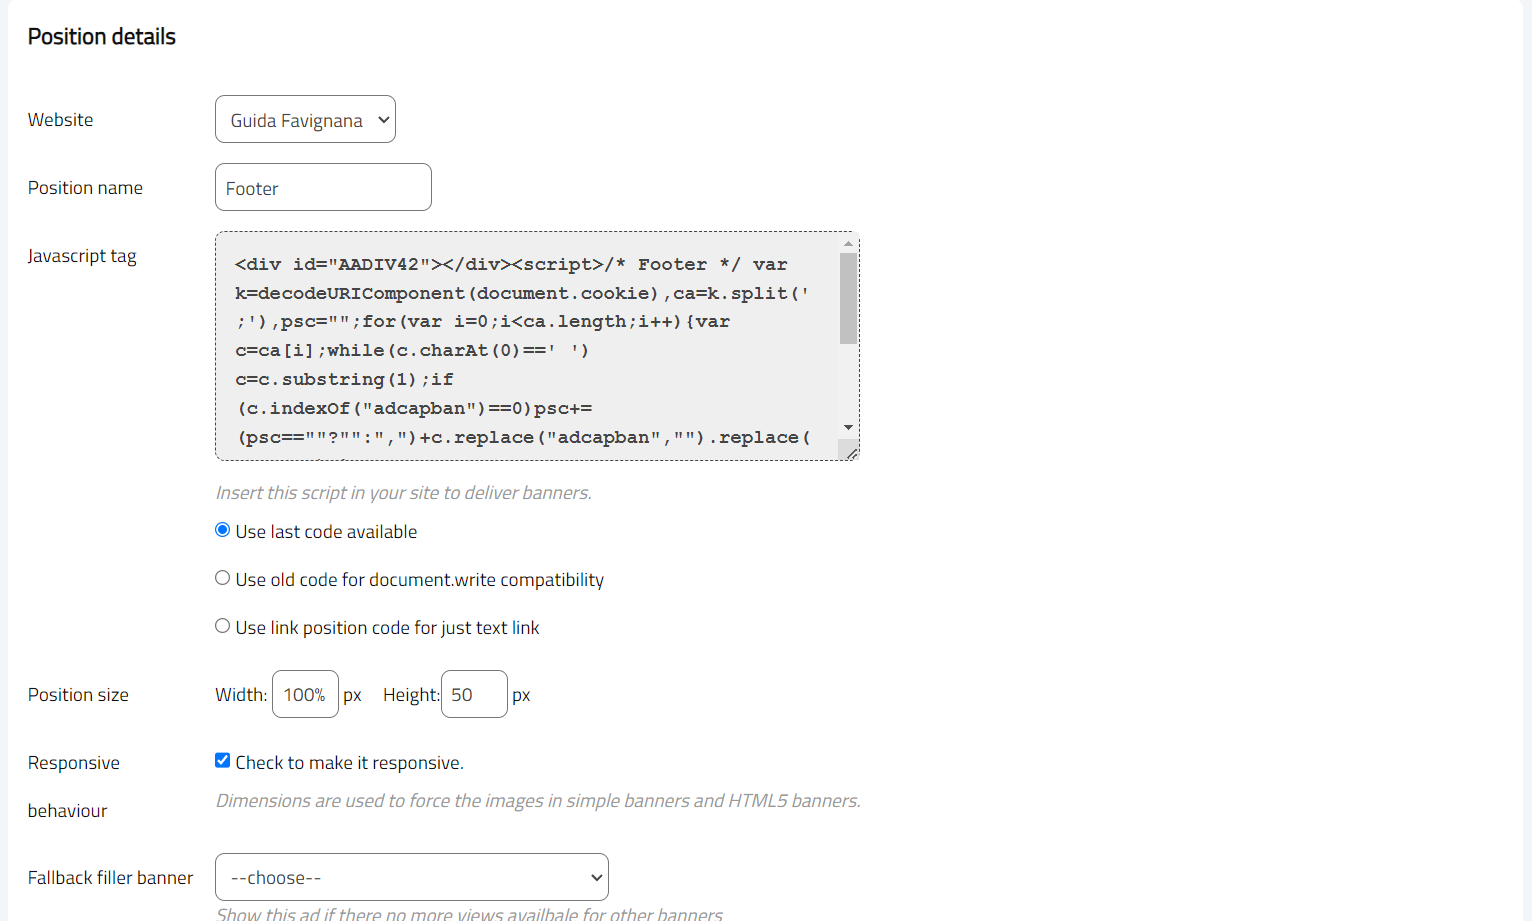 Position details
Website
Guida Favignana
Position name
Footer
Javascript tag
<div id="AADIV42"></div><script>/* Footer */ var
k=decodeURIComponent(document.cookie),ca=k.split('
;'),psc="";for(var i=0;i<ca.length;i++){var
c=ca[i];while(c.charAt(0)==' ')
c=c.substring(1);if
(c.indexOf("adcapban")==0)psc+=
(psc==""?"":",")+c.replace("adcapban","").replace(
Insert this script in your site to deliver banners.
Use last code available
Use old code for document.write compatibility
Use link position code for just text link
Position size
Width: 100% px Height: 50 px
Responsive
behaviour
Check to make it responsive.
Dimensions are used to force the images in simple banners and HTML5 banners.
Fallback filler banner
--choose--
Show this ad if there no more views availbale for other banners